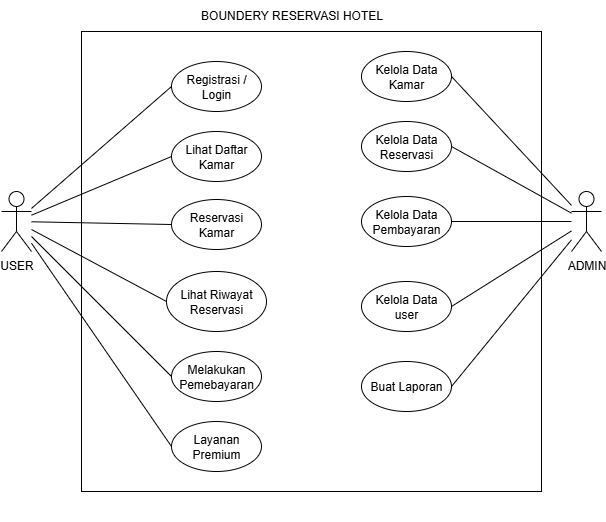 BOUNDERY RESERVASI HOTEL
Registrasi /
Login
Lihat Daftar
Kamar
Reservasi
Kamar
Lihat Riwayat
Reservasi
Melakukan
Pemebayaran
Layanan
Premium
USER
Kelola Data
Kamar
Kelola Data
Reservasi
Kelola Data
Pembayaran
Kelola Data
user
Buat Laporan
ADMIN